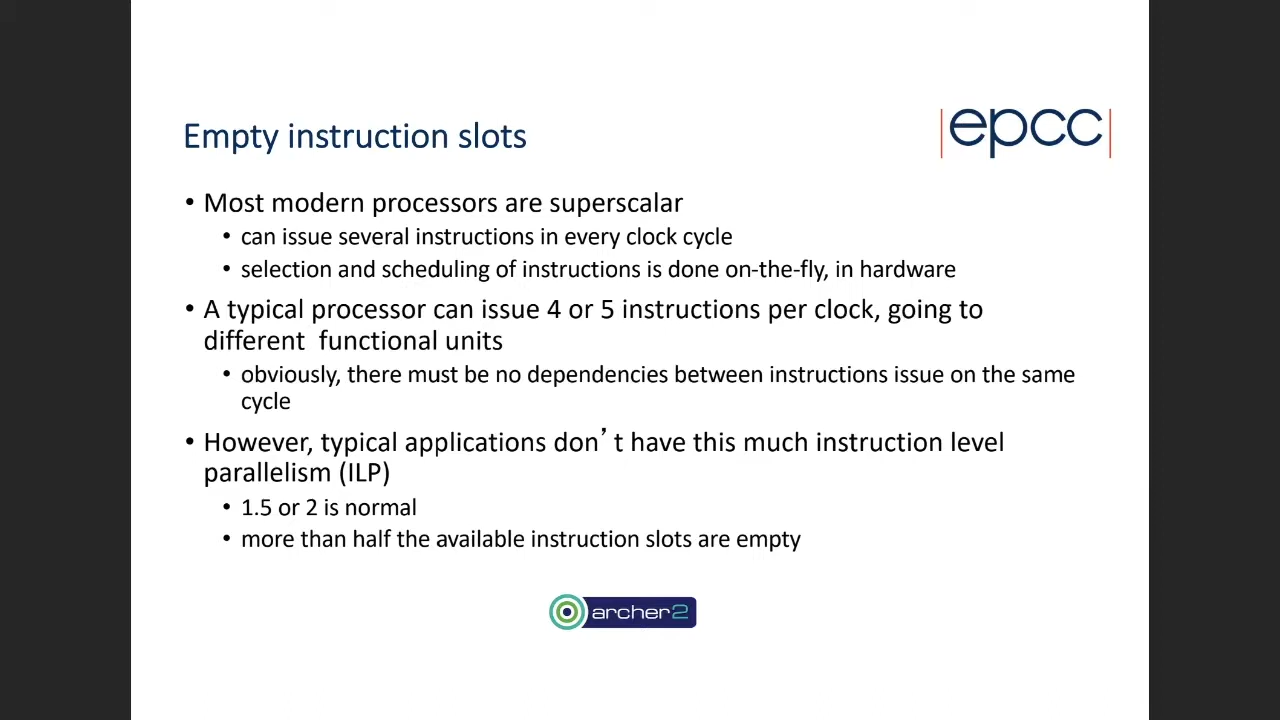 Empty instruction slots
|epcc|
• Most modern processors are superscalar
• can issue several instructions in every clock cycle
• selection and scheduling of instructions is done on-the-fly, in hardware
• A typical processor can issue 4 or 5 instructions per clock, going to
different  functional units
• obviously, there must be no dependencies between instructions issue on the same
cycle
• However, typical applications don’t have this much instruction level
parallelism (ILP)
• 1.5 or 2 is normal
• more than half the available instruction slots are empty
archer2